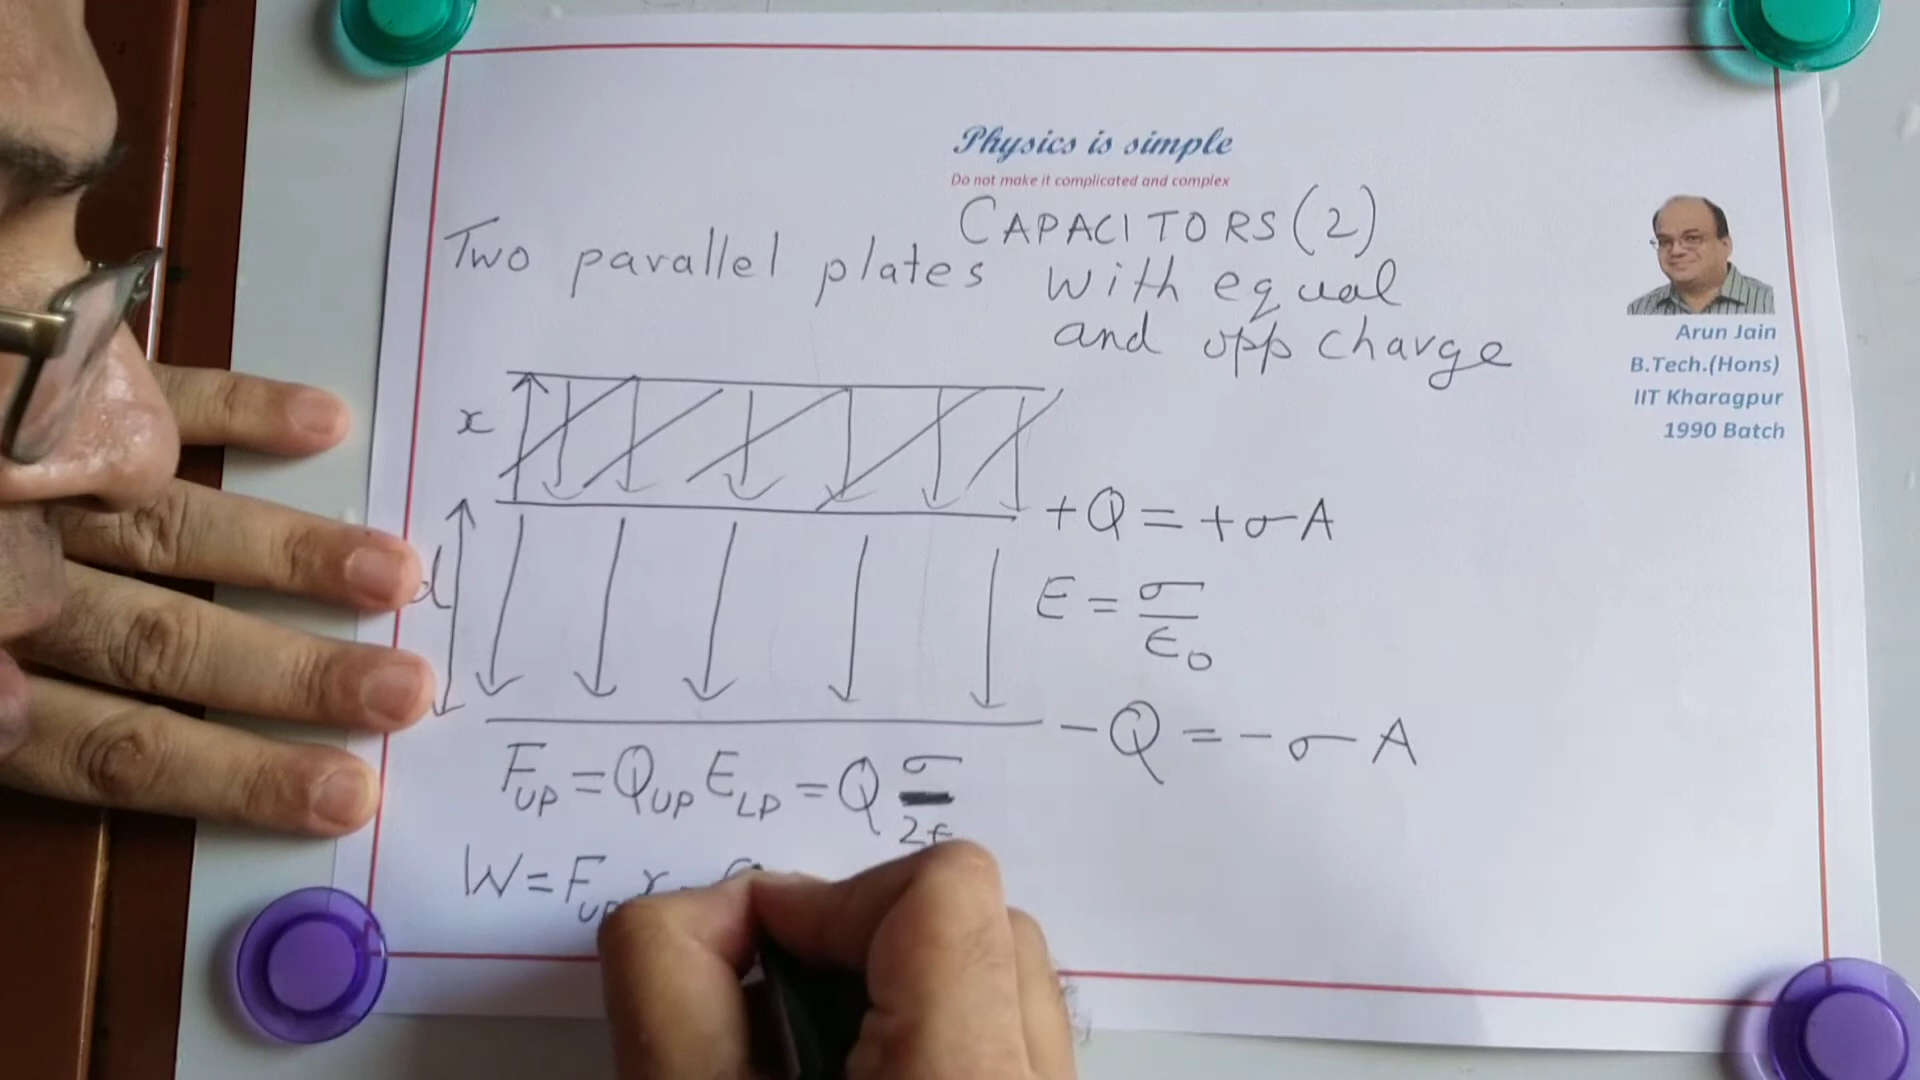 Physics is simple
Do not make it complicated and complex
CAPACITORS (2)
Two parallel plates with equal
and opp charge
Arun Jain
B.Tech.(Hons)
IIT Kharagpur
1990 Batch
x
+Q = +σA
d
E = σ/ε₀
-Q = -σA
F_UP = Q_UP E_LP = Q σ/2ε
W = F_UP x =